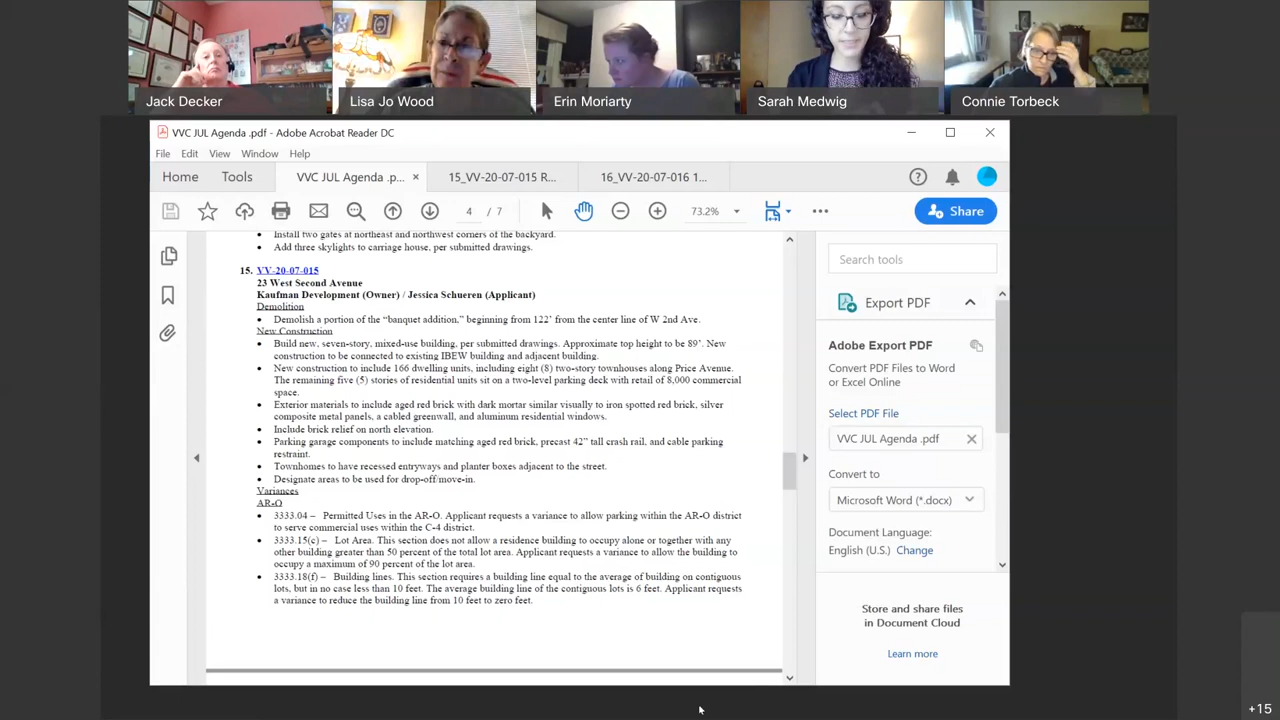 Jack Decker
Lisa Jo Wood
Erin Moriarty
Sarah Medwig
Connie Torbeck
VVC JUL Agenda .pdf - Adobe Acrobat Reader DC
File Edit View Window Help
Home Tools VVC JUL Agenda .p... × 15_VV-20-07-015 R... 16_VV-20-07-016 1...
4 / 7 73.2% Share
• Install two gates at northeast and northwest corners of the backyard.
• Add three skylights to carriage house, per submitted drawings.
15. VV-20-07-015
23 West Second Avenue
Kaufman Development (Owner) / Jessica Schueren (Applicant)
Demolition
• Demolish a portion of the “banquet addition,” beginning from 122’ from the center line of W 2nd Ave.
New Construction
• Build new, seven-story, mixed-use building, per submitted drawings. Approximate top height to be 89’. New
construction to be connected to existing IBEW building and adjacent building.
• New construction to include 166 dwelling units, including eight (8) two-story townhouses along Price Avenue.
The remaining five (5) stories of residential units sit on a two-level parking deck with retail of 8,000 commercial
space.
• Exterior materials to include aged red brick with dark mortar similar visually to iron spotted red brick, silver
composite metal panels, a cabled greenwall, and aluminum residential windows.
• Include brick relief on north elevation.
• Parking garage components to include matching aged red brick, precast 42” tall crash rail, and cable parking
restraint.
• Townhomes to have recessed entryways and planter boxes adjacent to the street.
• Designate areas to be used for drop-off/move-in.
Variances
AR-O
• 3333.04 – Permitted Uses in the AR-O. Applicant requests a variance to allow parking within the AR-O district
to serve commercial uses within the C-4 district.
• 3333.15(c) – Lot Area. This section does not allow a residence building to occupy alone or together with any
other building greater than 50 percent of the total lot area. Applicant requests a variance to allow the building to
occupy a maximum of 90 percent of the lot area.
• 3333.18(f) – Building lines. This section requires a building line equal to the average of building on contiguous
lots, but in no case less than 10 feet. The average building line of the contiguous lots is 6 feet. Applicant requests
a variance to reduce the building line from 10 feet to zero feet.
Search tools
Export PDF
Adobe Export PDF
Convert PDF Files to Word
or Excel Online
Select PDF File
VVC JUL Agenda .pdf
Convert to
Microsoft Word (*.docx)
Document Language:
English (U.S.) Change
Store and share files
in Document Cloud
Learn more
+15